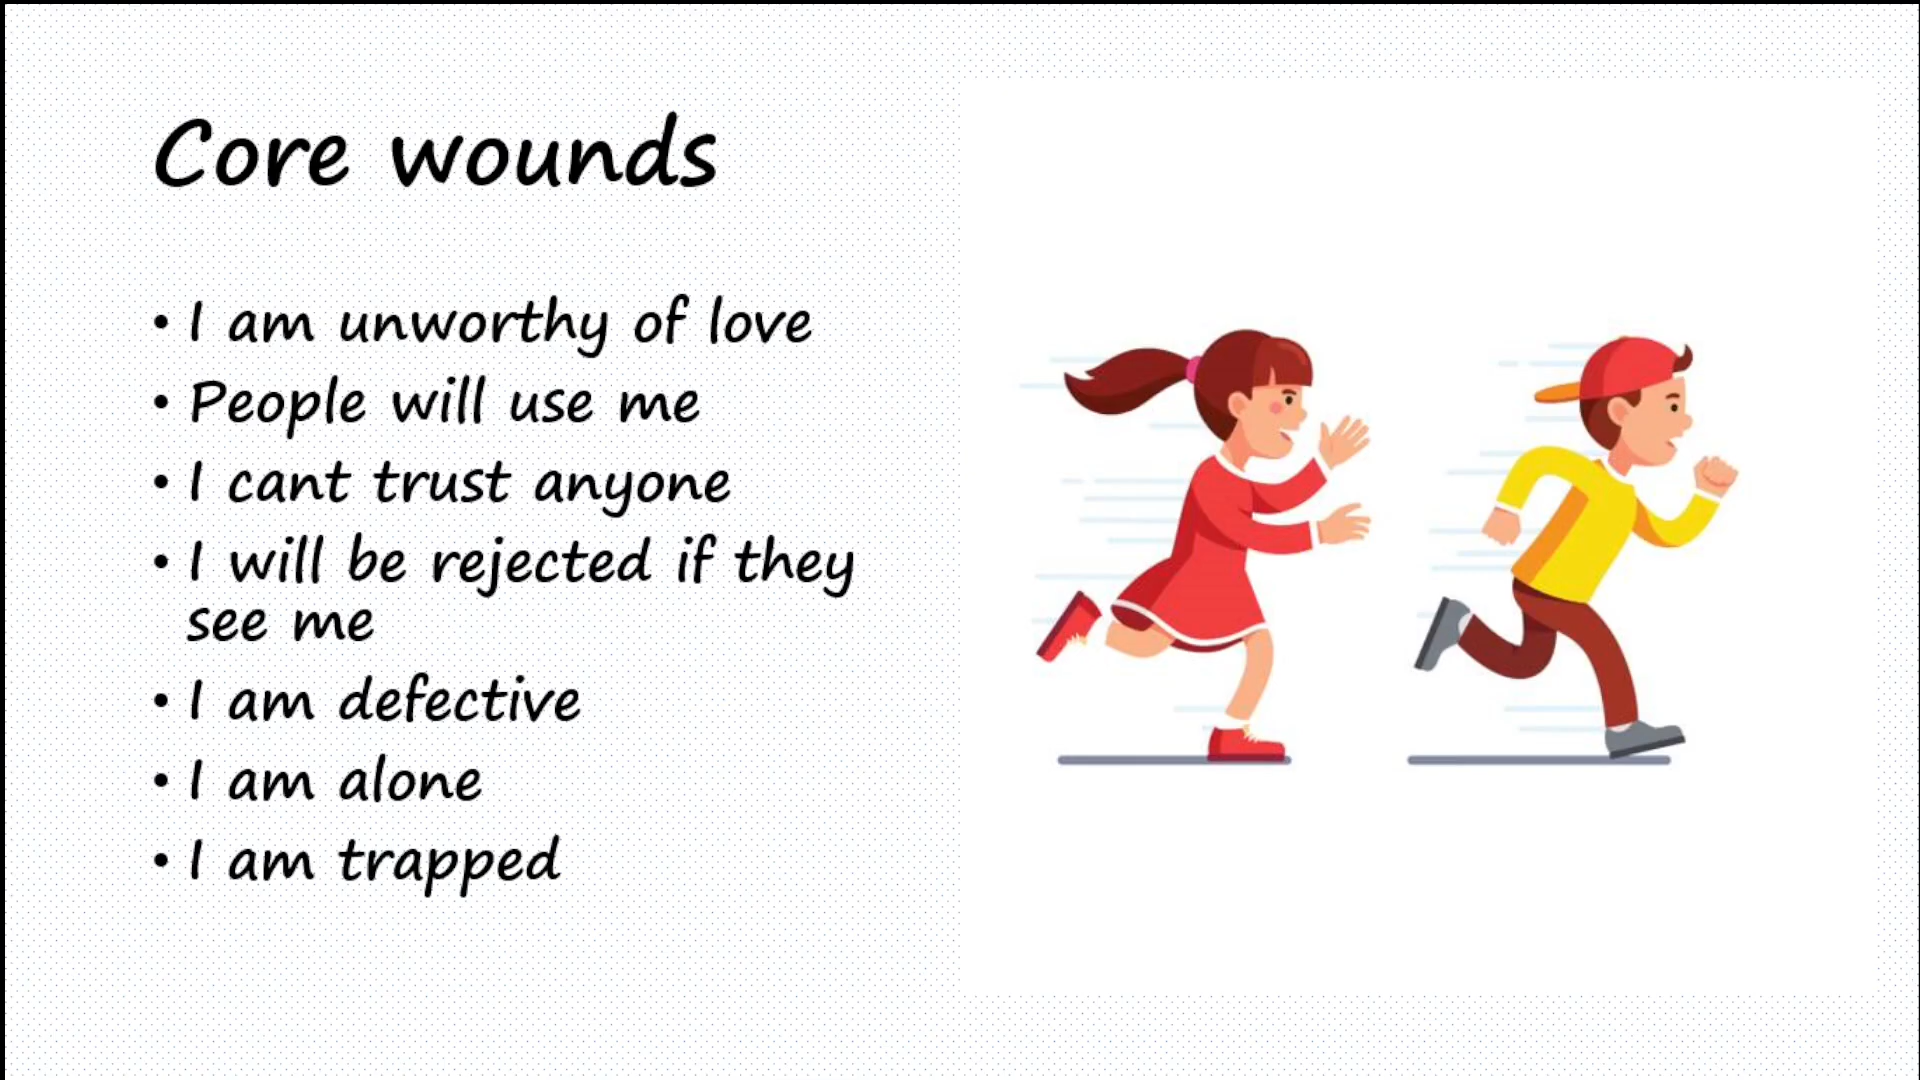 Core wounds
• I am unworthy of love
• People will use me
• I cant trust anyone
• I will be rejected if they
see me
• I am defective
• I am alone
• I am trapped